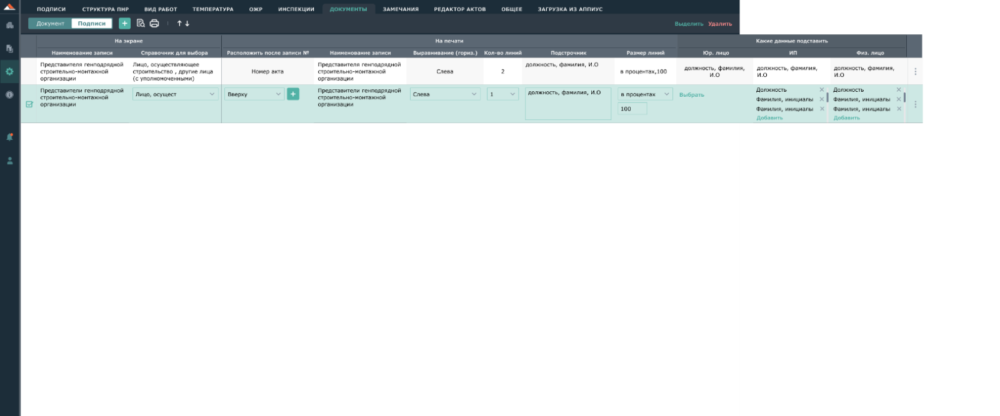 ПОДПИСИ СТРУКТУРА ПНР ВИД РАБОТ ТЕМПЕРАТУРА ОЖР ИНСПЕКЦИИ ДОКУМЕНТЫ ЗАМЕЧАНИЯ РЕДАКТОР АКТОВ ОБЩЕЕ ЗАГРУЗКА ИЗ АППИУС
Документ Подписи Выделить Удалить
На экране На печати Какие данные подставить
Наименование записи Справочник для выбора Расположить после записи № Наименование записи Выравнивание (гориз.) Кол-во линий Подстрочник Размер линий Юр. лицо ИП Физ. лицо
Представителя генподрядной
строительно-монтажной
организации
Лицо, осуществляющее
строительство , другие лица
(с уполномоченными)
Номер акта
Представителя генподрядной
строительно-монтажной
организации
Слева
2
должность, фамилия, И.О
в процентах,100
должность, фамилия,
И.О
должность, фамилия,
И.О
должность, фамилия,
И.О
Представители генподрядной
строительно-монтажной
организации
Лицо, осущест
Вверху
Представители генподрядной
строительно-монтажной
организации
Слева
1
должность, фамилия, И.О
в процентах
100
Выбрать
Должность
Фамилия, инициалы
Фамилия, инициалы
Добавить
Должность
Фамилия, инициалы
Фамилия, инициалы
Добавить